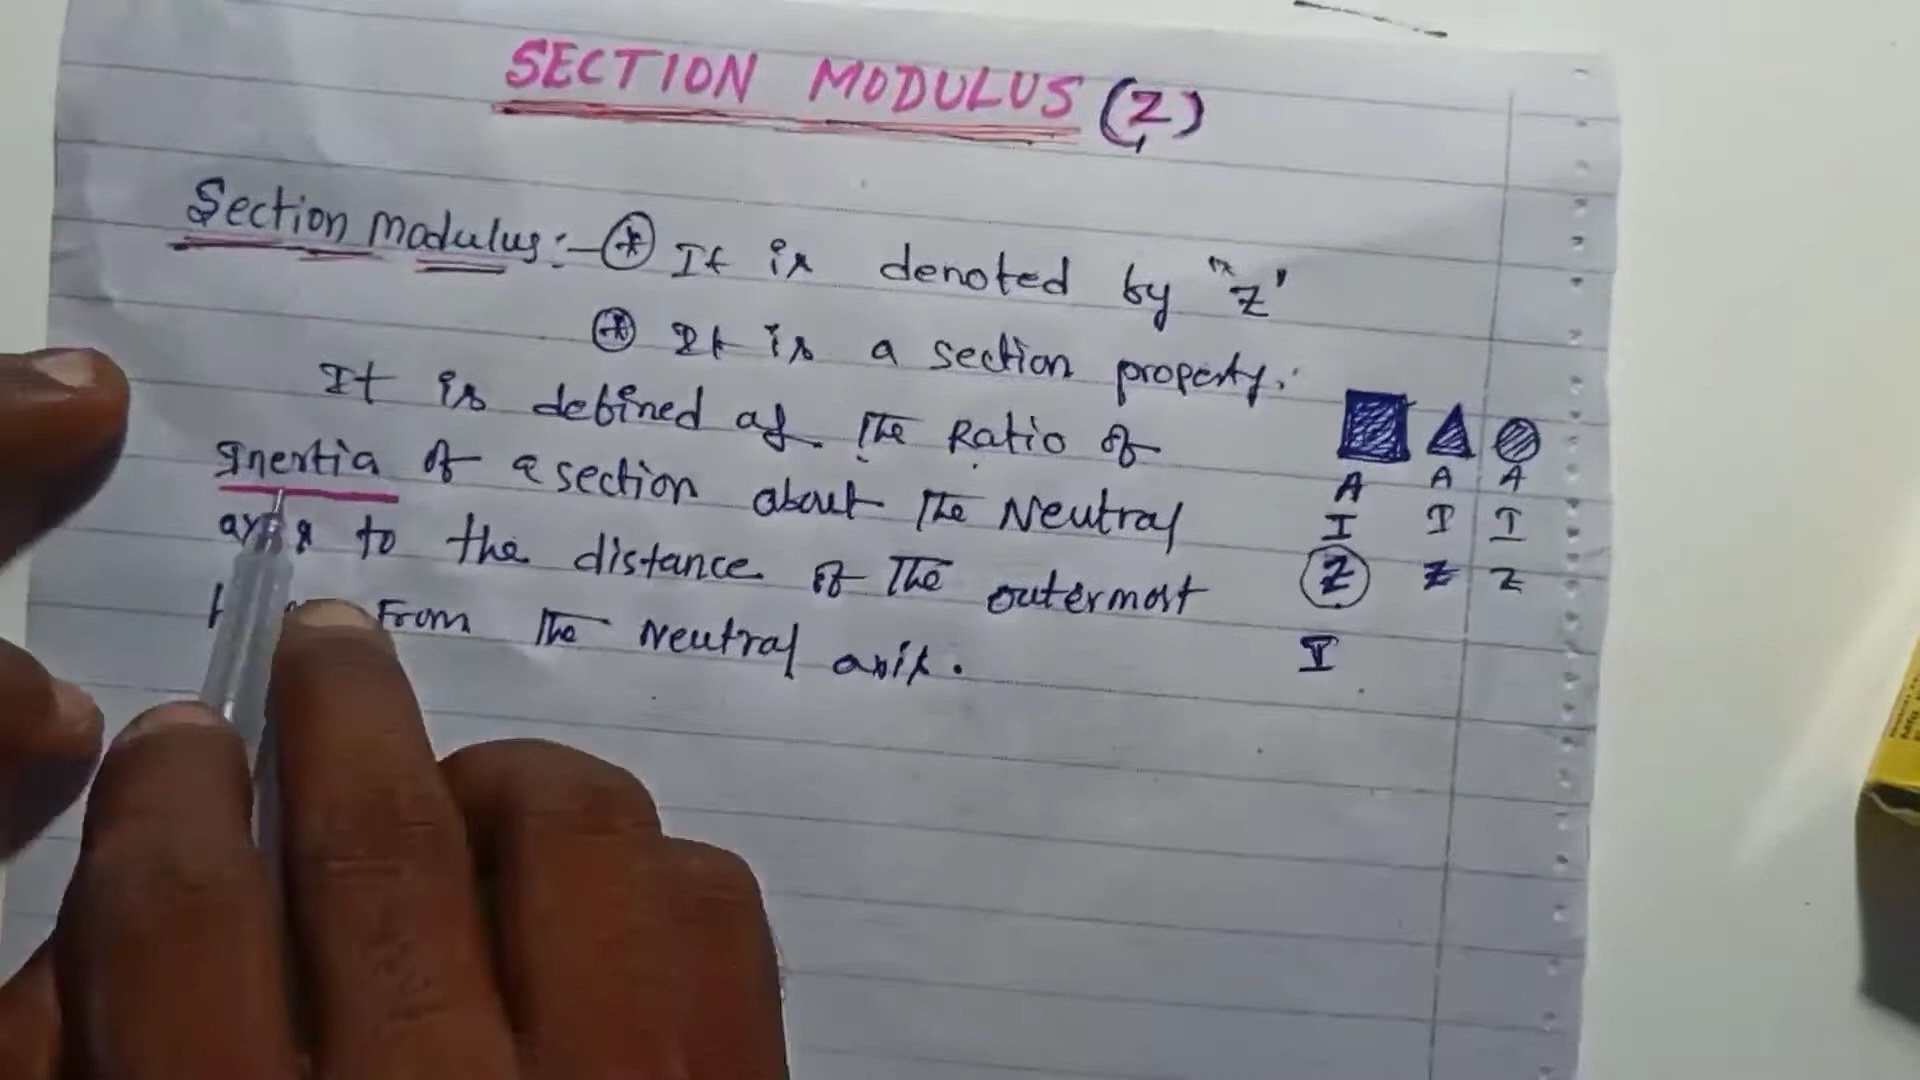 SECTION MODULUS (Z)
Section modulus:- * It is denoted by "Z"
* It is a section property.
It is defined as the Ratio of
Inertia of a section about the Neutral
axis to the distance of the outermost
From the Neutral axis.
A A A
I I I
Z Z Z
I